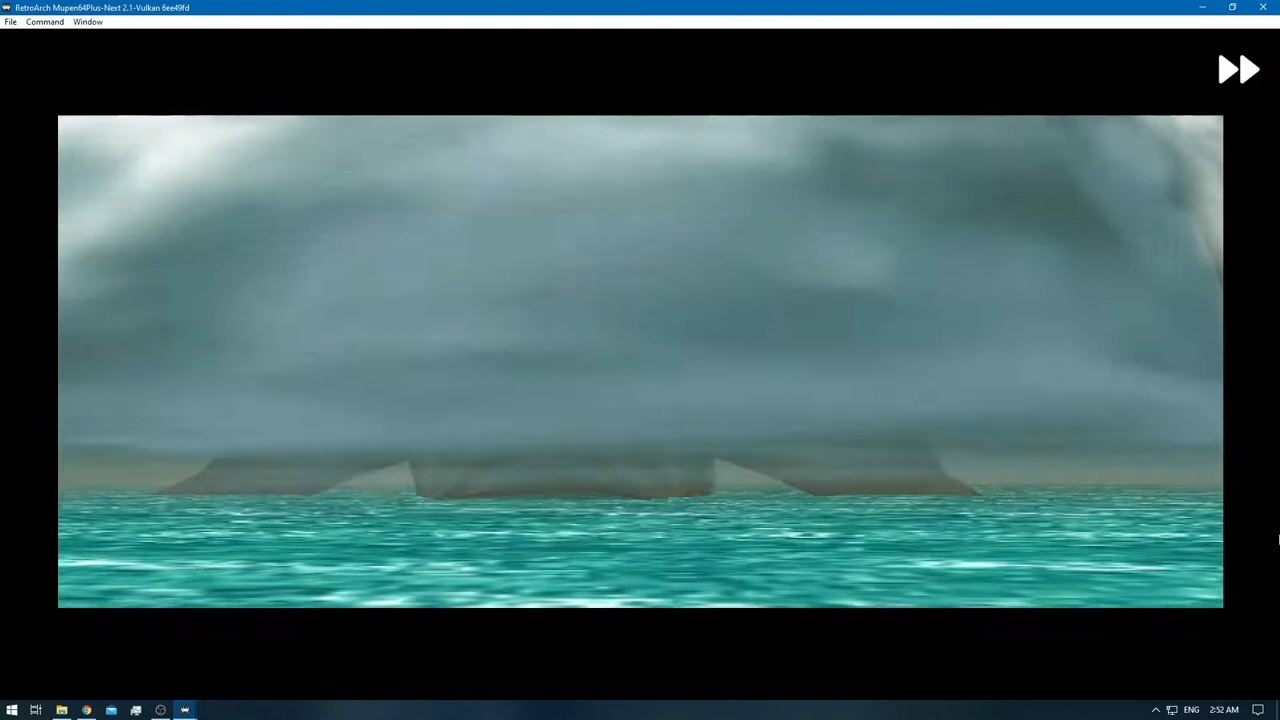 RetroArch Mupen64Plus-Next 2.1-Vulkan 6ee49fd
File Command Window
ENG 2:52 AM